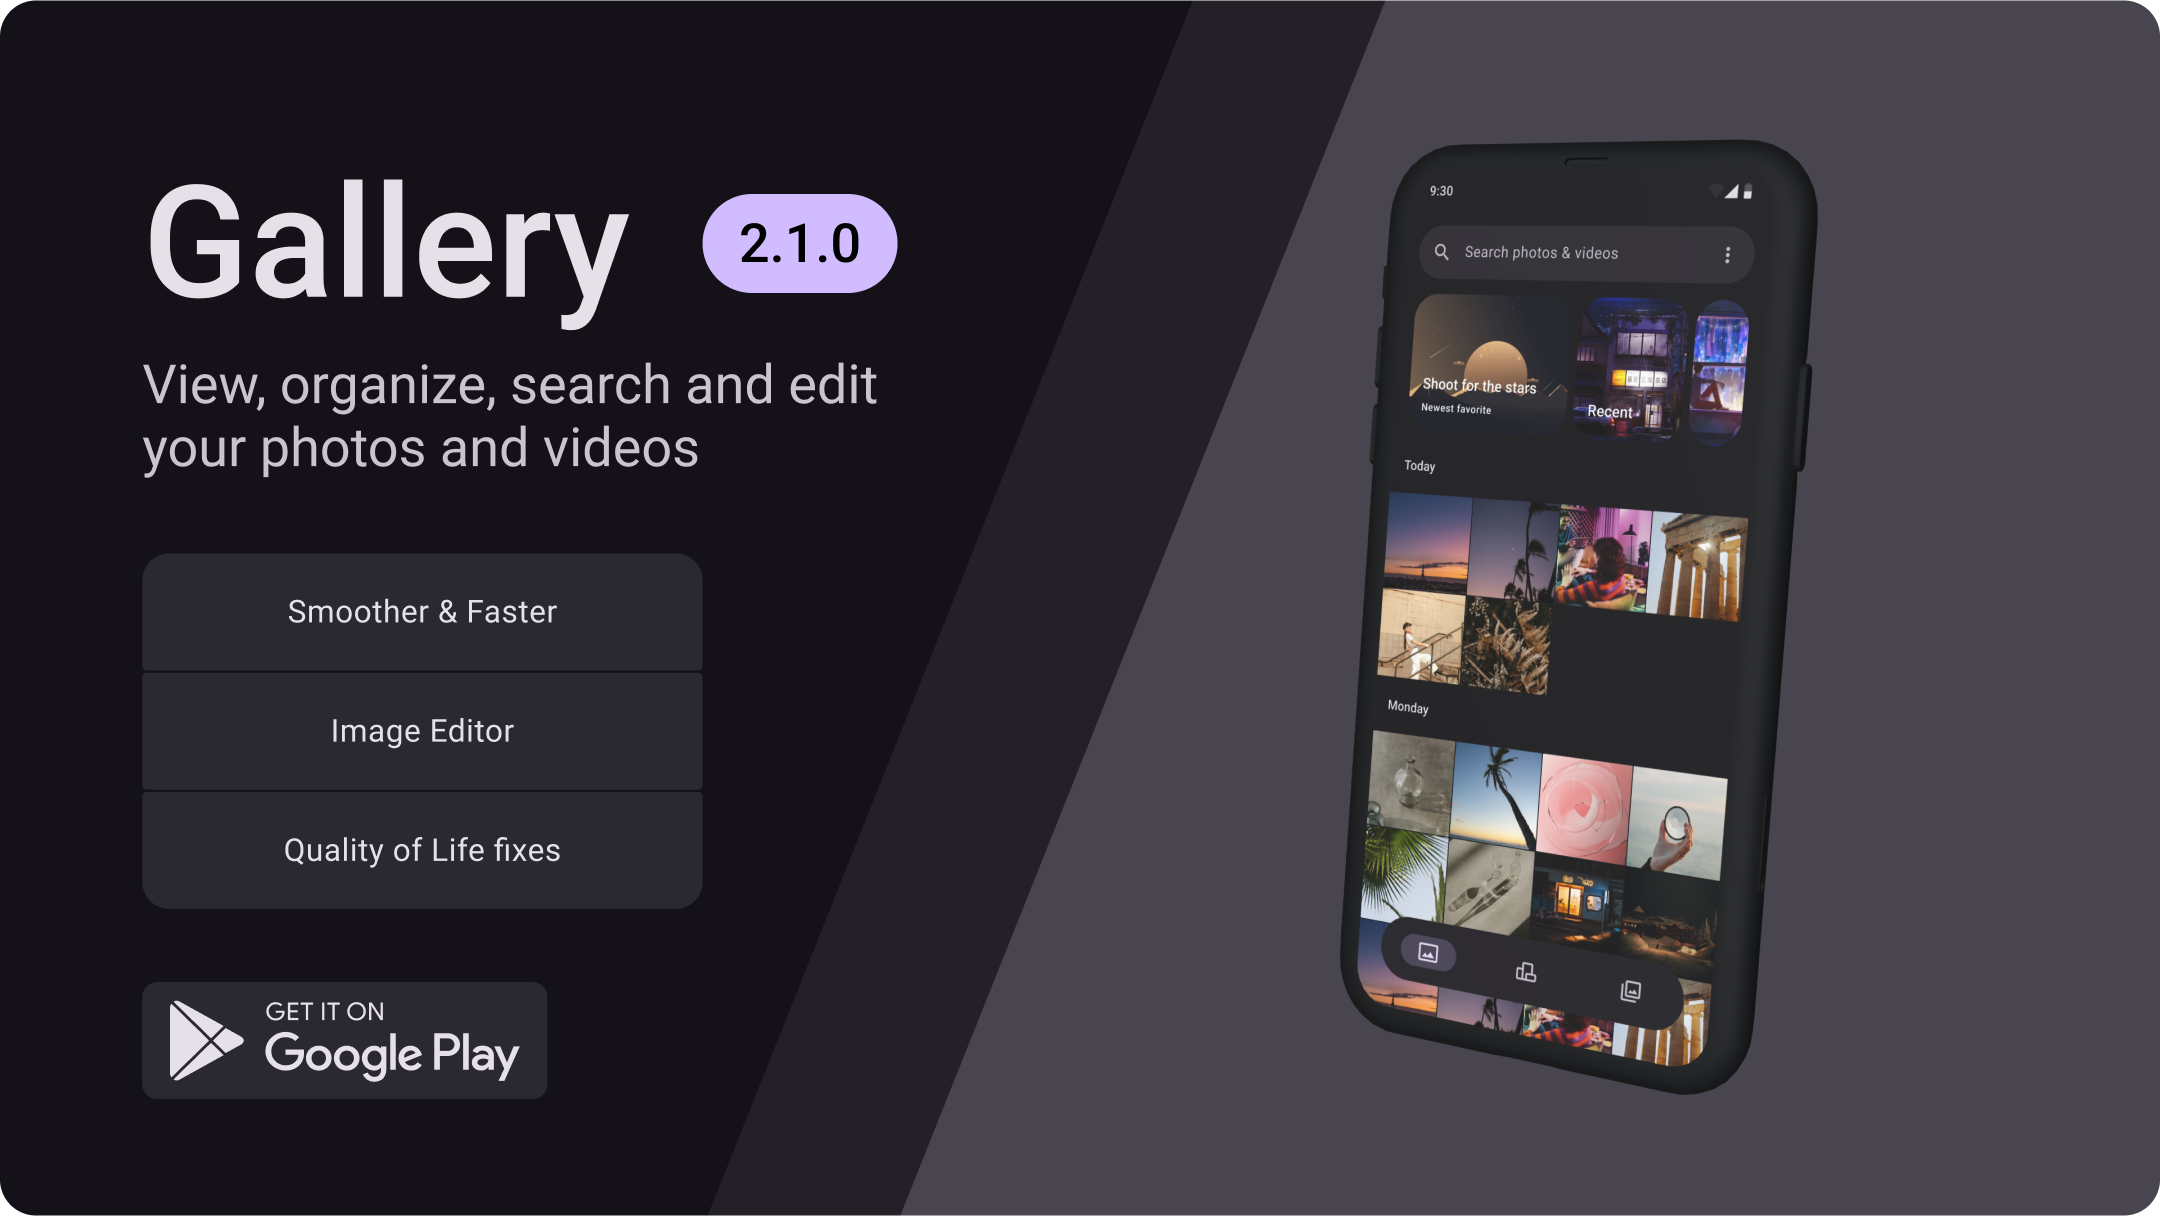 Gallery
2.1.0
View, organize, search and edit
your photos and videos
Smoother & Faster
Image Editor
Quality of Life fixes
GET IT ON
Google Play
9:30
Search photos & videos
Shoot for the stars
Newest favorite
Recent
Today
Monday